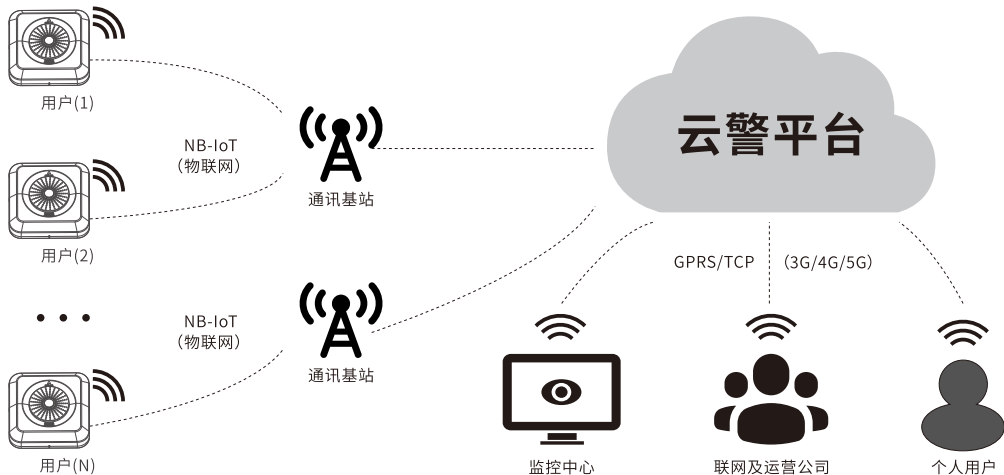 用户(1)
NB-IoT
（物联网）
用户(2)
通讯基站
云警平台
NB-IoT
（物联网）
通讯基站
用户(N)
GPRS/TCP （3G/4G/5G）
监控中心
联网及运营公司
个人用户